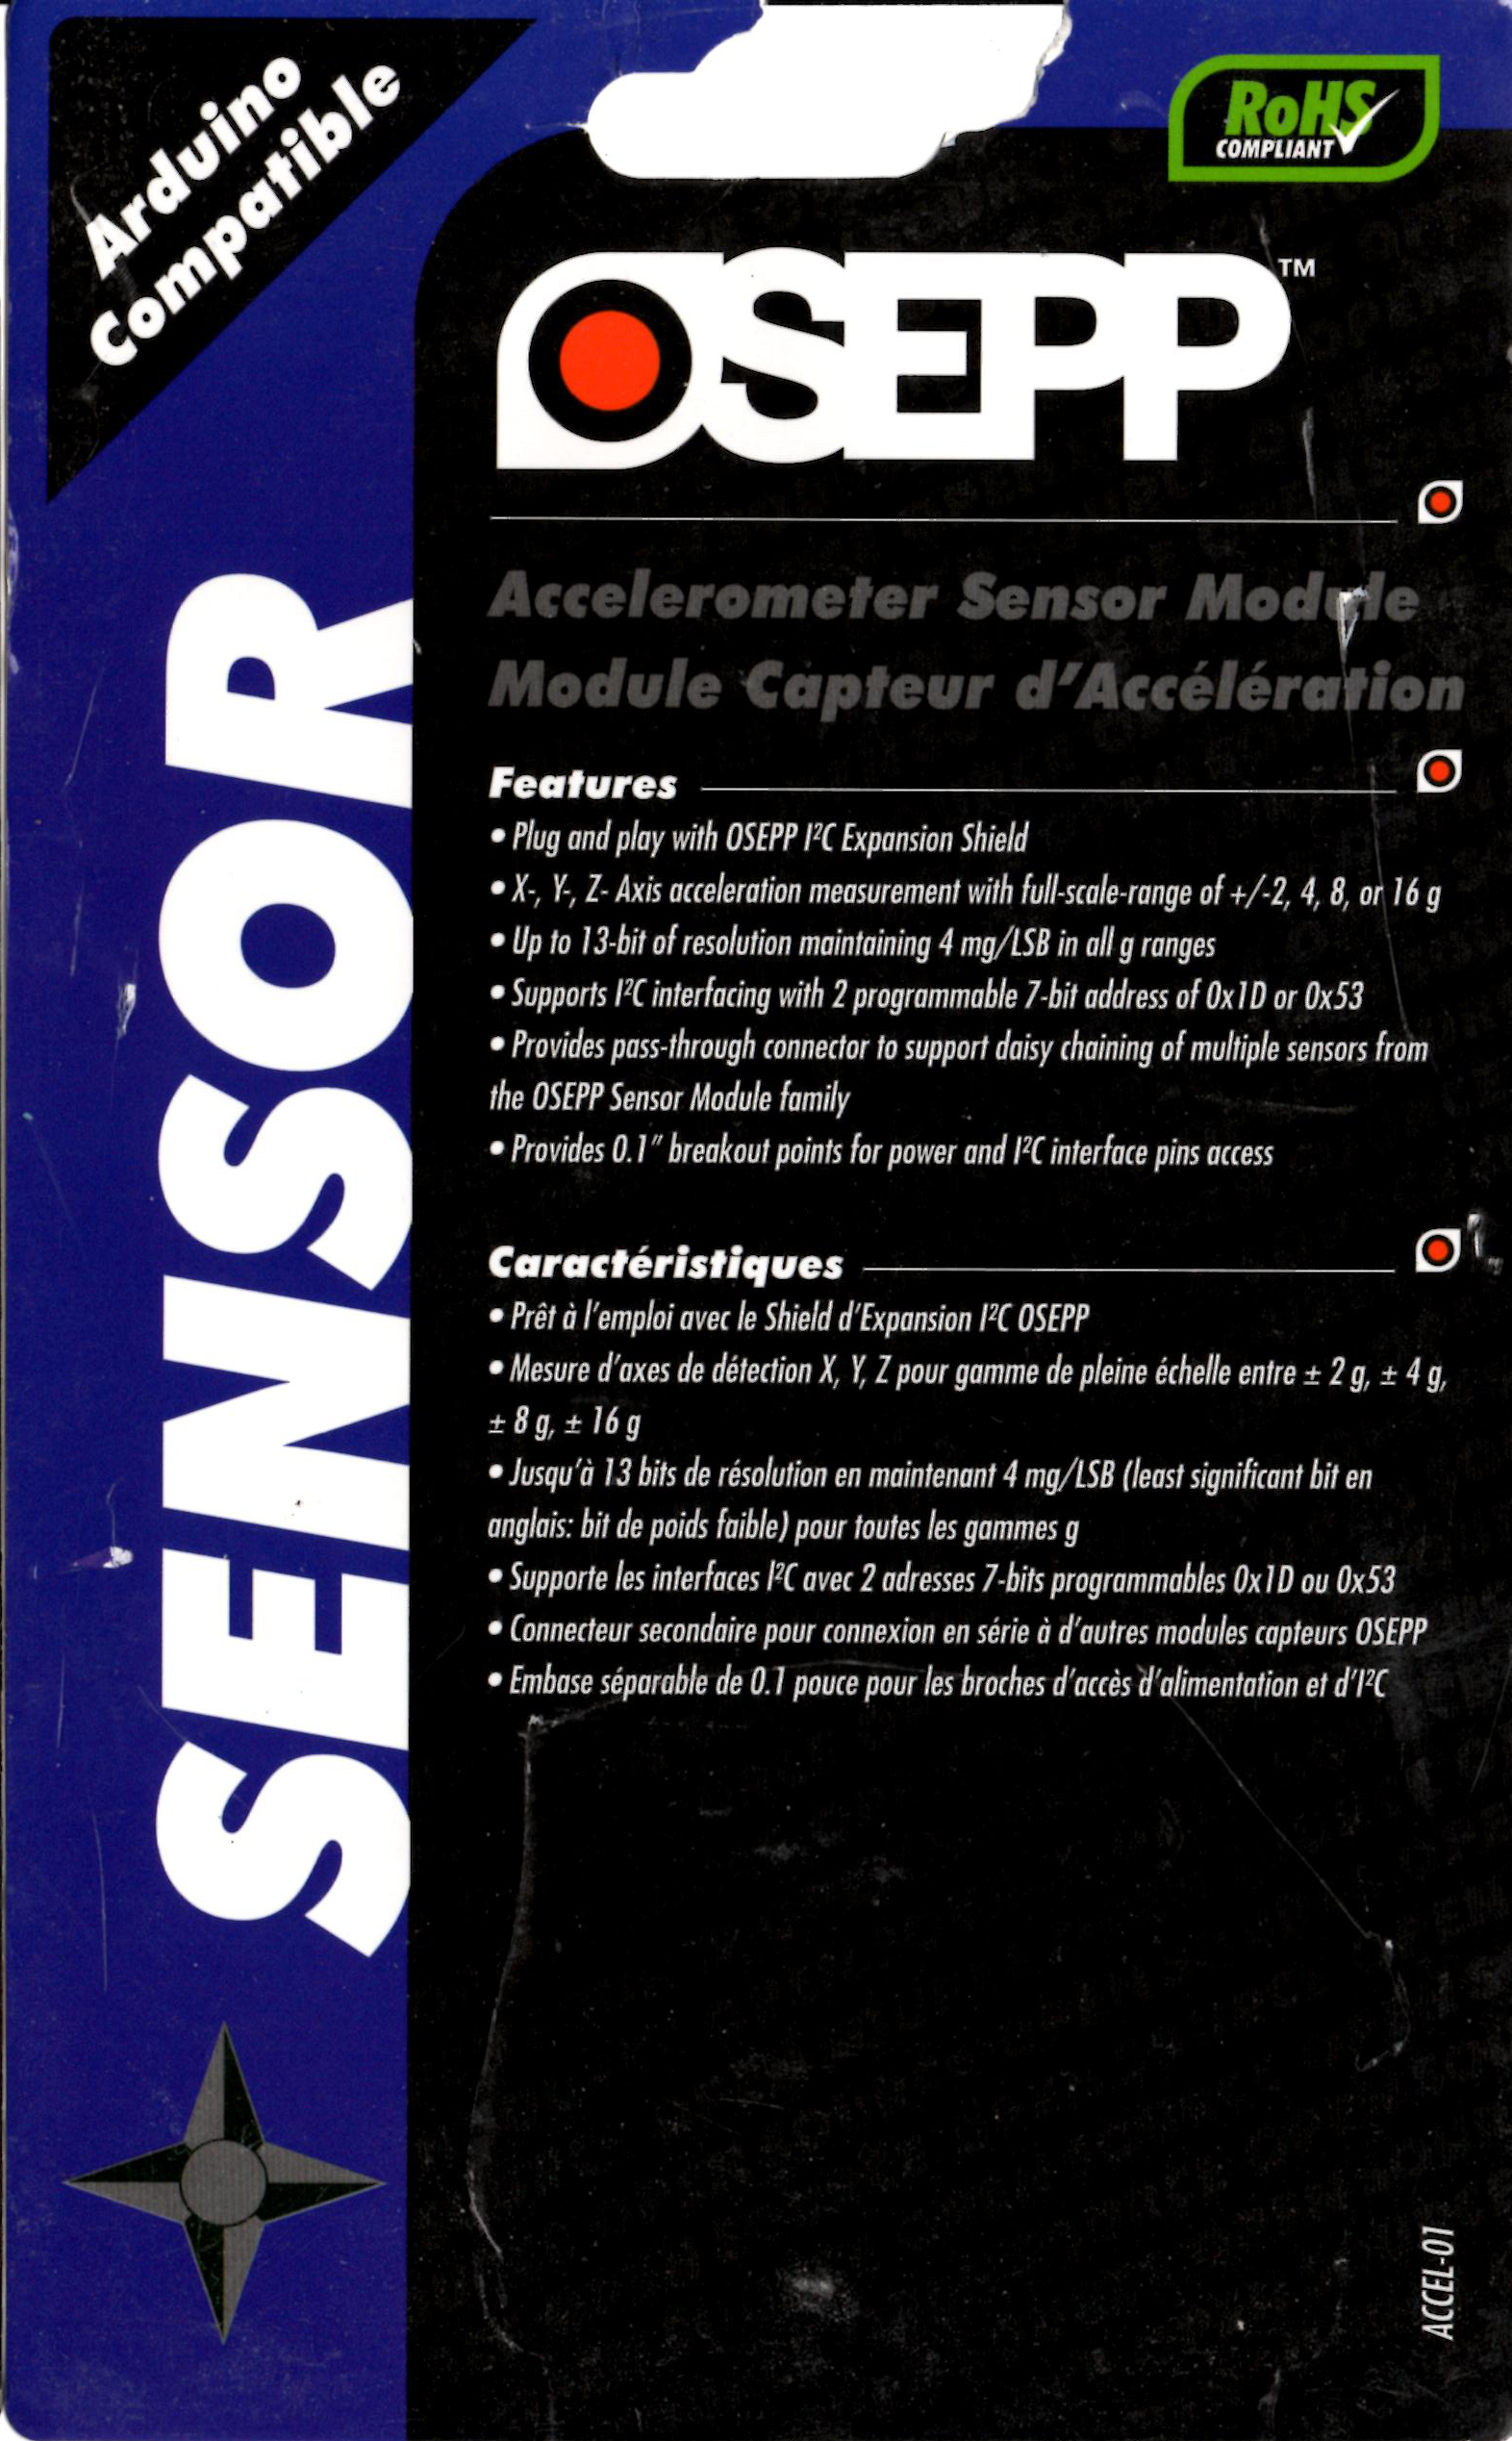 Arduino
Compatible
RoHS
COMPLIANT
OSEPP™
Accelerometer Sensor Module
Module Capteur d'Accélération
Features
• Plug and play with OSEPP I²C Expansion Shield
• X-, Y-, Z- Axis acceleration measurement with full-scale-range of +/-2, 4, 8, or 16 g
• Up to 13-bit of resolution maintaining 4 mg/LSB in all g ranges
• Supports I²C interfacing with 2 programmable 7-bit address of 0x1D or 0x53
• Provides pass-through connector to support daisy chaining of multiple sensors from
the OSEPP Sensor Module family
• Provides 0.1" breakout points for power and I²C interface pins access
Caractéristiques
• Prêt à l'emploi avec le Shield d'Expansion I²C OSEPP
• Mesure d'axes de détection X, Y, Z pour gamme de pleine échelle entre ± 2 g, ± 4 g,
± 8 g, ± 16 g
• Jusqu'à 13 bits de résolution en maintenant 4 mg/LSB (least significant bit en
anglais: bit de poids faible) pour toutes les gammes g
• Supporte les interfaces I²C avec 2 adresses 7-bits programmables 0x1D ou 0x53
• Connecteur secondaire pour connexion en série à d'autres modules capteurs OSEPP
• Embase séparable de 0.1 pouce pour les broches d'accès d'alimentation et d'I²C
SENSOR
ACCEL-01